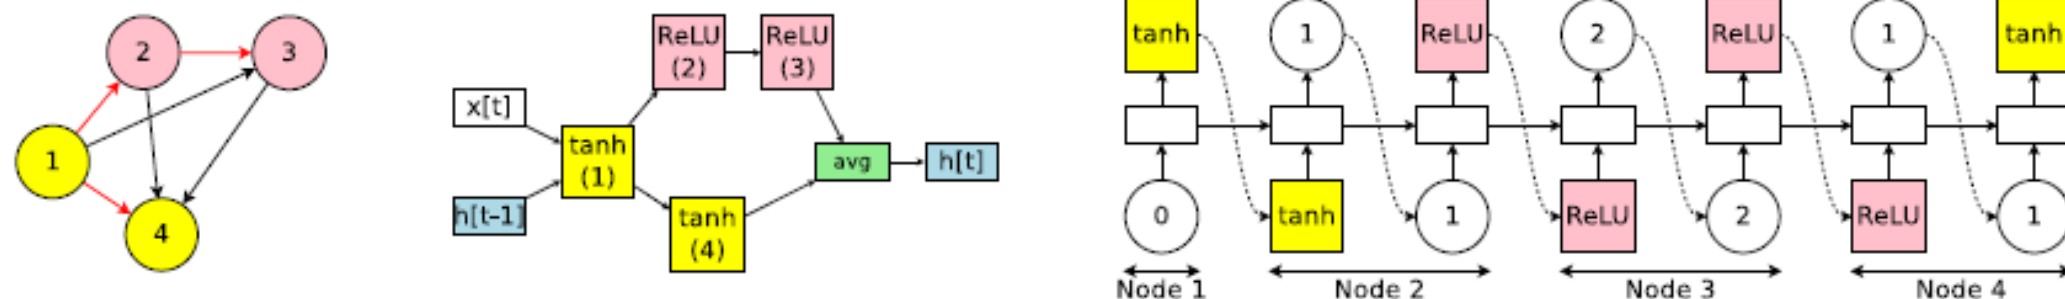 2
3
1
4
ReLU
(2)
ReLU
(3)
x[t]
tanh
(1)
avg
h[t]
h[t-1]
tanh
(4)
tanh
1
ReLU
2
ReLU
1
tanh
0
tanh
1
ReLU
2
ReLU
1
Node 1
Node 2
Node 3
Node 4